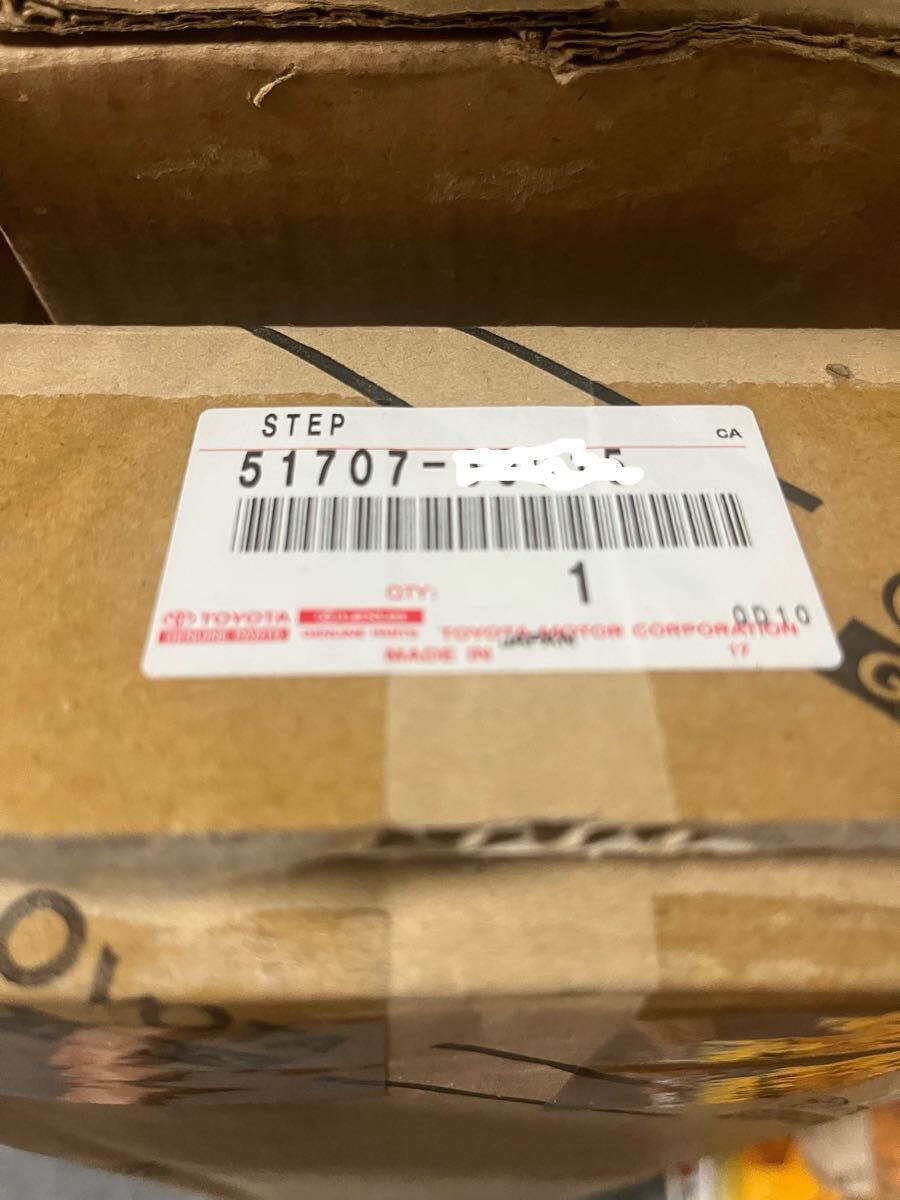 STEP
CA
51707-
QTY: 1
TOYOTA
GENUINE PARTS
GENUINE PARTS
TOYOTA MOTOR CORPORATION
0D10
MADE IN JAPAN
17